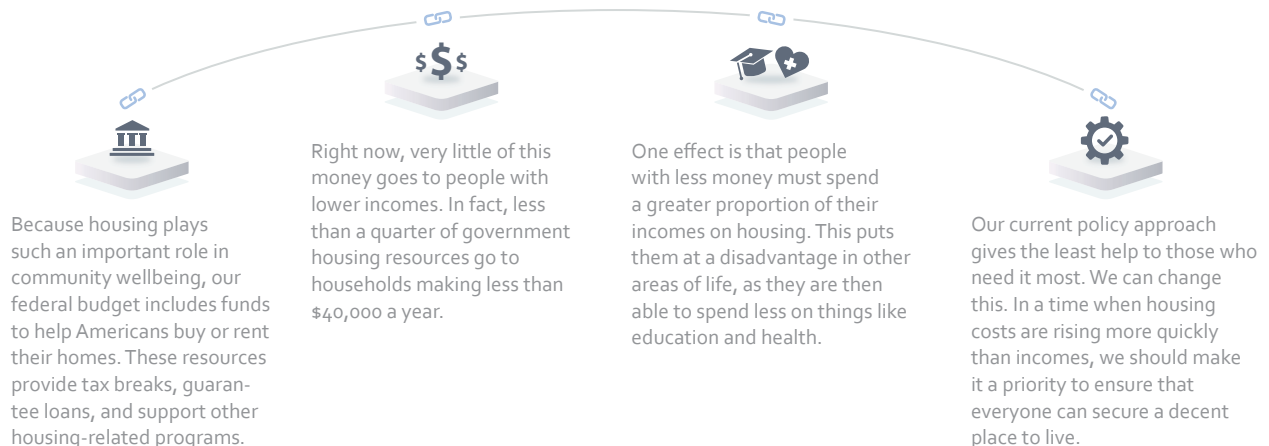 Because housing plays
such an important role in
community wellbeing, our
federal budget includes funds
to help Americans buy or rent
their homes. These resources
provide tax breaks, guaran-
tee loans, and support other
housing-related programs.
Right now, very little of this
money goes to people with
lower incomes. In fact, less
than a quarter of government
housing resources go to
households making less than
$40,000 a year.
One effect is that people
with less money must spend
a greater proportion of their
incomes on housing. This puts
them at a disadvantage in other
areas of life, as they are then
able to spend less on things like
education and health.
Our current policy approach
gives the least help to those who
need it most. We can change
this. In a time when housing
costs are rising more quickly
than incomes, we should make
it a priority to ensure that
everyone can secure a decent
place to live.